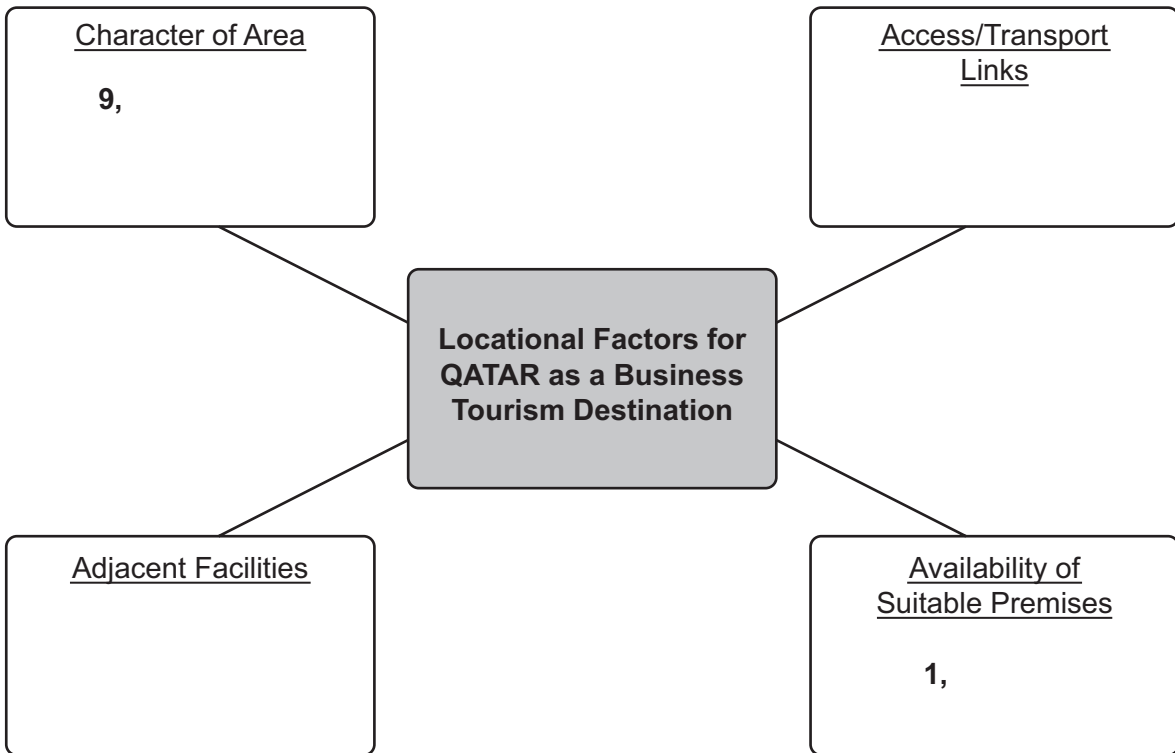 Character of Area
9,
Access/Transport
Links
Locational Factors for
QATAR as a Business
Tourism Destination
Adjacent Facilities
Availability of
Suitable Premises
1,